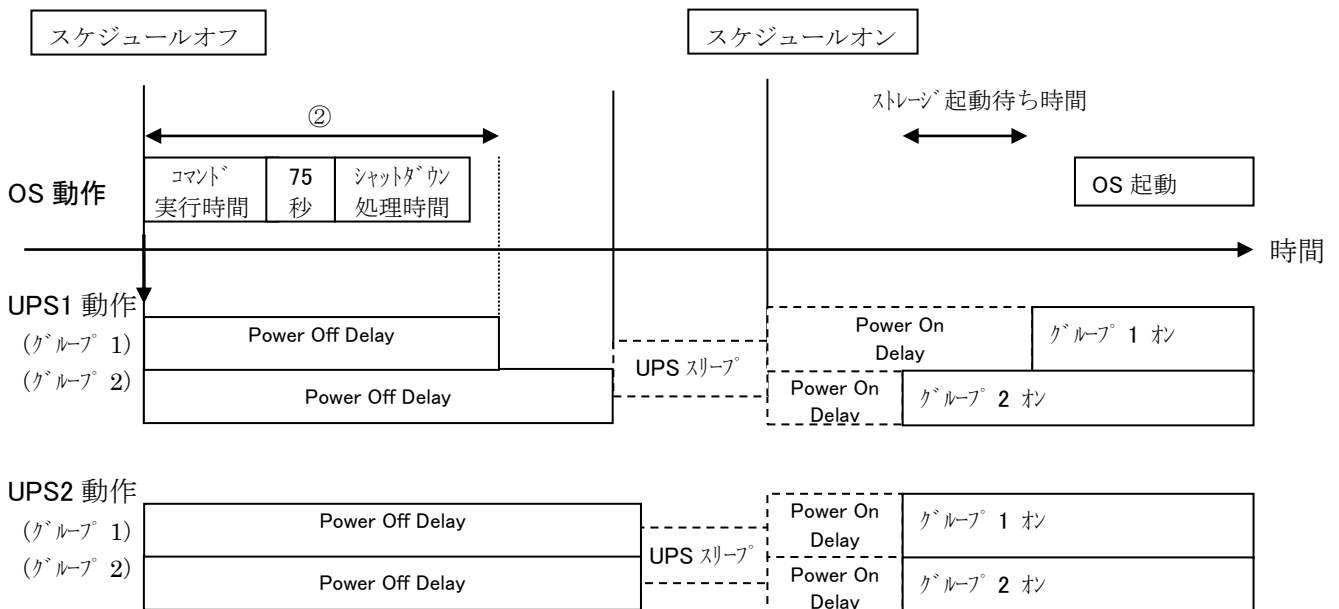 スケジュールオフ
スケジュールオン
ストレージ 起動待ち時間
②
OS 動作
コマンド
実行時間
75
秒
シャットダウン
処理時間
OS 起動
時間
UPS1 動作
(グループ 1)
(グループ 2)
Power Off Delay
Power Off Delay
UPS スリープ
Power On
Delay
Power On
Delay
グループ 1 オン
グループ 2 オン
UPS2 動作
(グループ 1)
(グループ 2)
Power Off Delay
Power Off Delay
UPS スリープ
Power On
Delay
Power On
Delay
グループ 1 オン
グループ 2 オン